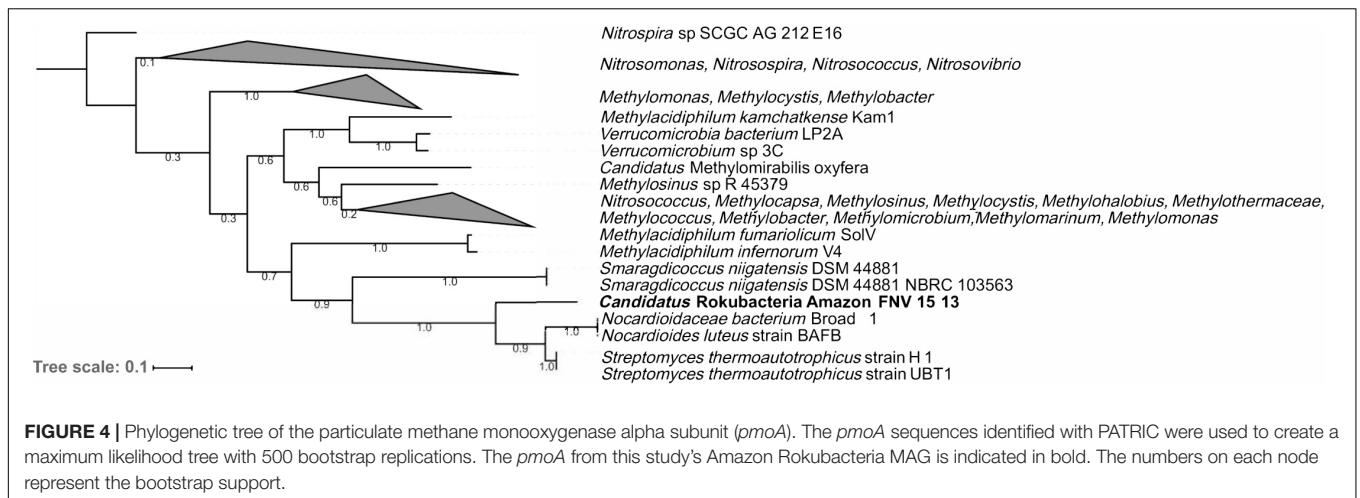 Nitrospira sp SCGC AG 212 E16
0.1
Nitrosomonas, Nitrosospira, Nitrosococcus, Nitrosovibrio
1.0
Methylomonas, Methylocystis, Methylobacter
Methylacidiphilum kamchatkense Kam1
1.0
Verrucomicrobia bacterium LP2A
1.0
Verrucomicrobium sp 3C
0.3
0.6
Candidatus Methylomirabilis oxyfera
0.6
Methylosinus sp R 45379
0.6
Nitrosococcus, Methylocapsa, Methylosinus, Methylocystis, Methylohalobius, Methylothermaceae,
0.2
0.3
Methylococcus, Methylobacter, Methylomicrobium, Methylomarinum, Methylomonas
Methylacidiphilum fumariolicum SolV
1.0
Methylacidiphilum infernorum V4
0.7
Smaragdicoccus niigatensis DSM 44881
1.0
Smaragdicoccus niigatensis DSM 44881 NBRC 103563
0.9
Candidatus Rokubacteria Amazon FNV 15 13
Nocardioidaceae bacterium Broad 1
1.0
1.0
Nocardioides luteus strain BAFB
0.9
Streptomyces thermoautotrophicus strain H 1
1.0
Tree scale: 0.1
Streptomyces thermoautotrophicus strain UBT1
FIGURE 4 | Phylogenetic tree of the particulate methane monooxygenase alpha subunit (pmoA). The pmoA sequences identified with PATRIC were used to create a
maximum likelihood tree with 500 bootstrap replications. The pmoA from this study's Amazon Rokubacteria MAG is indicated in bold. The numbers on each node
represent the bootstrap support.